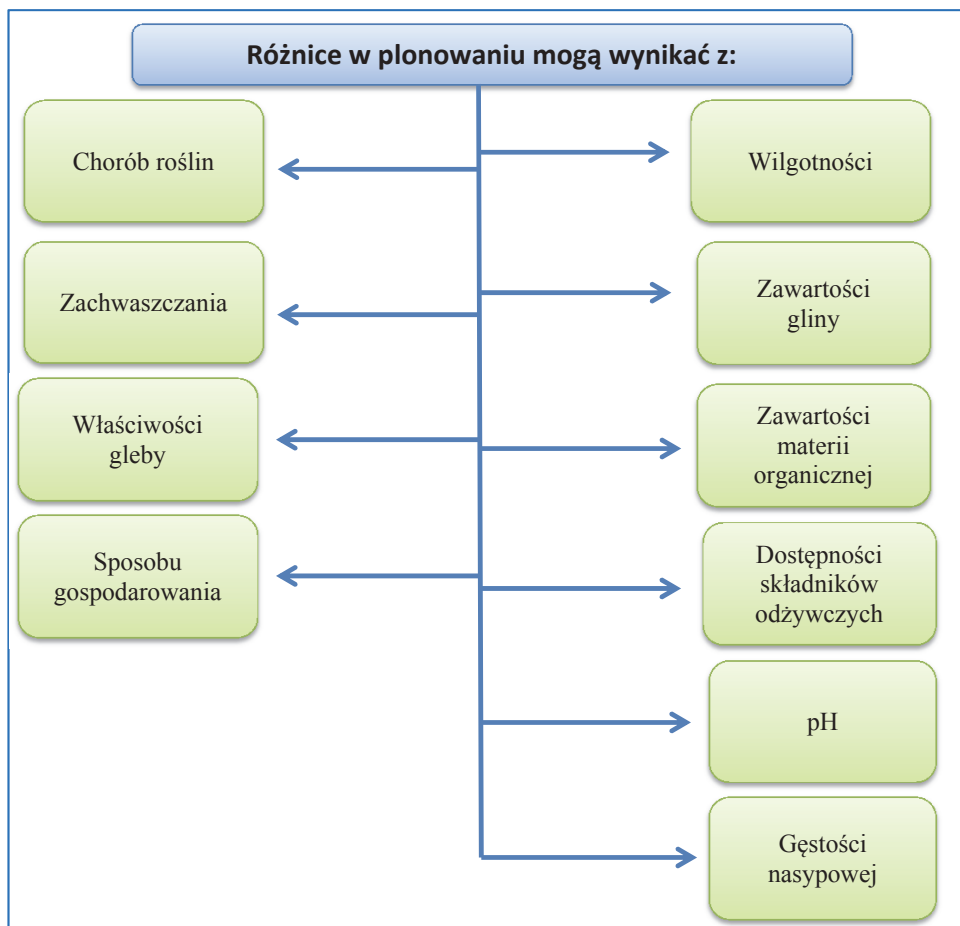 Różnice w plonowaniu mogą wynikać z:
Chorób roślin
Zachwaszczania
Właściwości
gleby
Sposobu
gospodarowania
Wilgotności
Zawartości
gliny
Zawartości
materii
organicznej
Dostępności
składników
odżywczych
pH
Gęstości
nasypowej